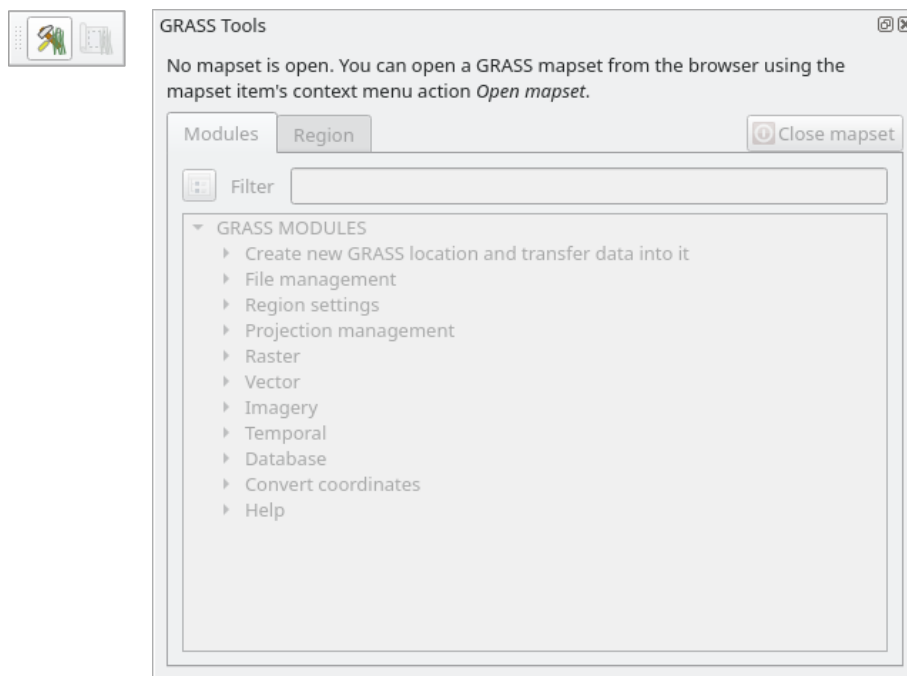 GRASS Tools
No mapset is open. You can open a GRASS mapset from the browser using the
mapset item's context menu action Open mapset.
Modules
Region
Close mapset
Filter
GRASS MODULES
Create new GRASS location and transfer data into it
File management
Region settings
Projection management
Raster
Vector
Imagery
Temporal
Database
Convert coordinates
Help